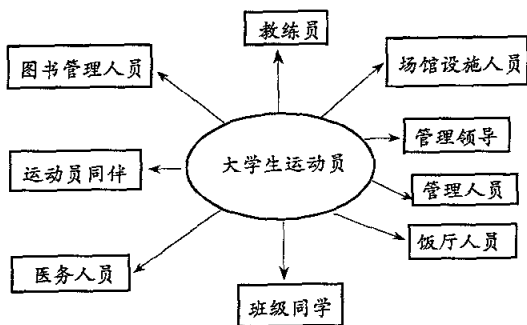 教练员
图书管理人员
场馆设施人员
管理领导
大学生运动员
运动员同伴
管理人员
饭厅人员
医务人员
班级同学